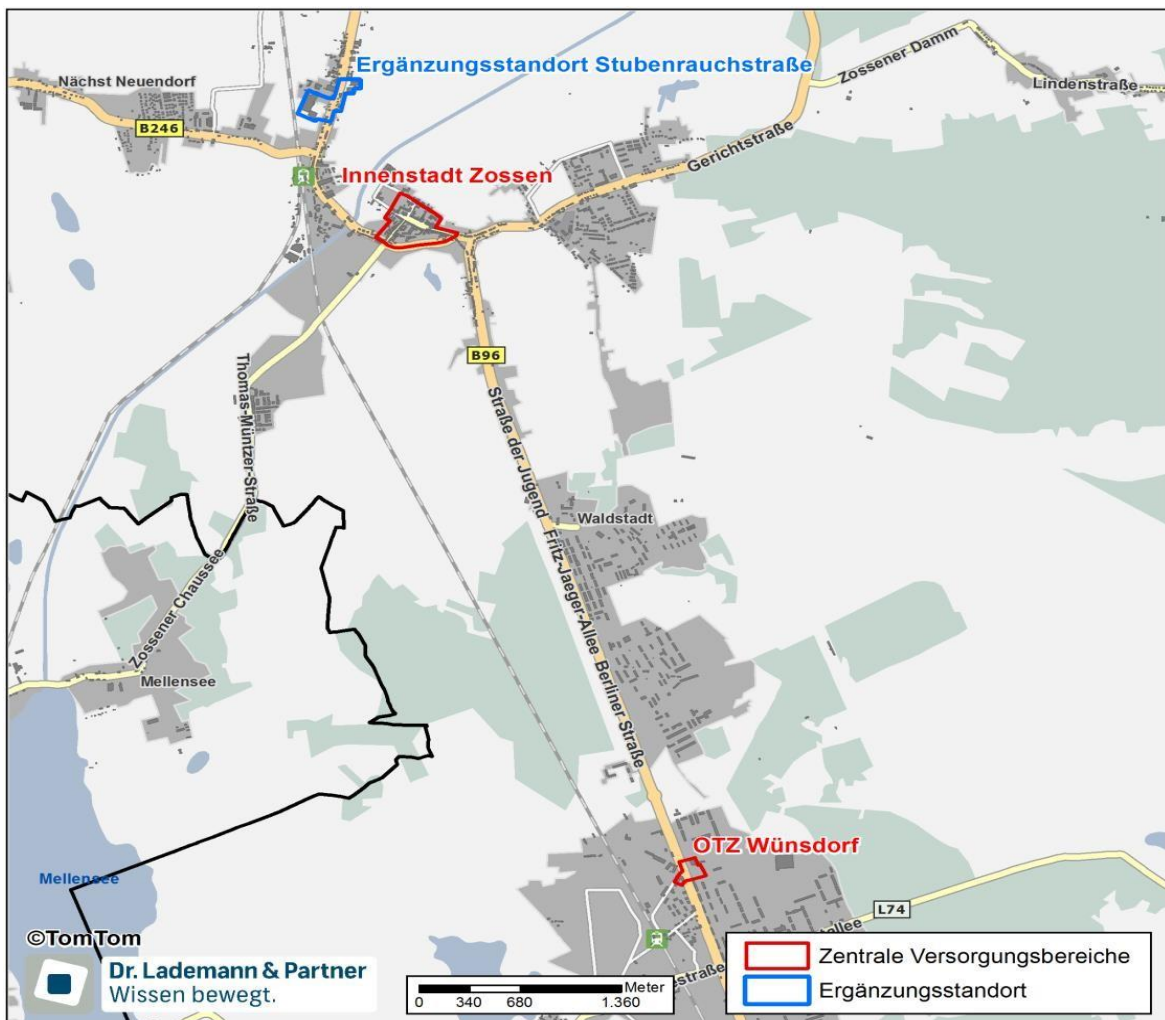 Ergänzungsstandort Stubenrauchstraße
Nächst Neuendorf
B246
Zossener Damm
Lindenstraße
Gerichtstraße
Innenstadt Zossen
B96
Thomas-Müntzer-Straße
Straße der Jugend
Fritz-Jaeger-Allee
Berliner Straße
Waldstadt
Zossener Chaussee
Mellensee
OTZ Wünsdorf
Mellensee
L74
allee
estraße
©TomTom
Dr. Lademann & Partner
Wissen bewegt.
Meter
0 340 680 1.360
Zentrale Versorgungsbereiche
Ergänzungsstandort